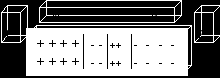 + + + + | - - | ++ | - - - -
+ + + + | - - | ++ | - - - -